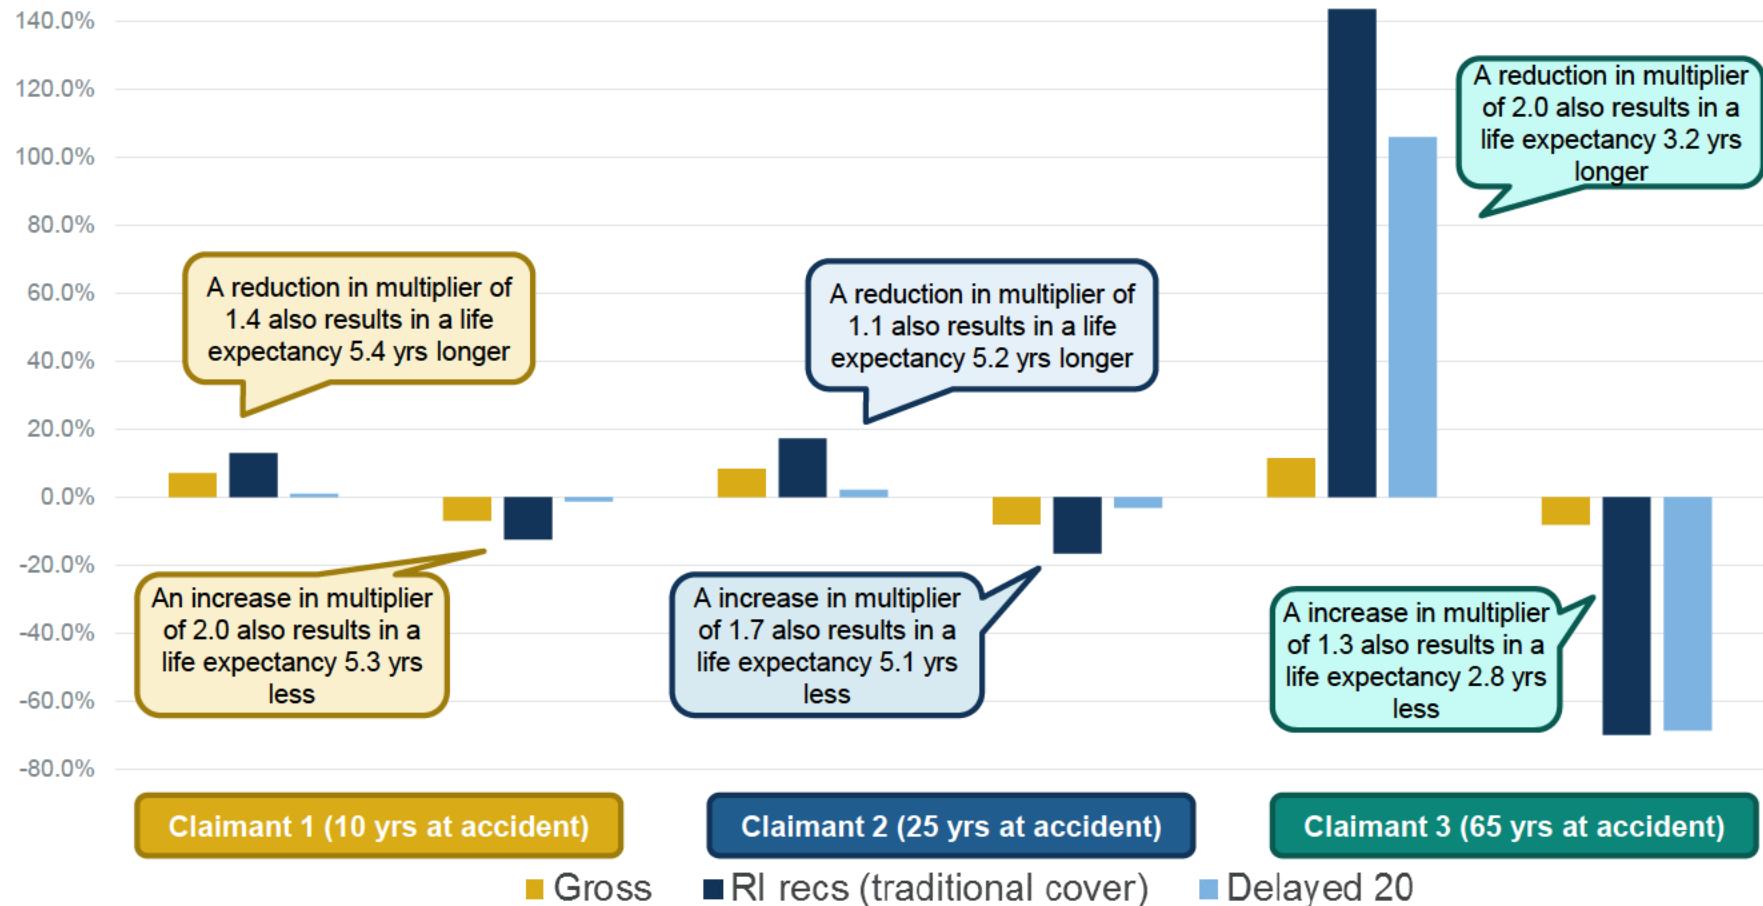 140.0%
120.0%
100.0%
80.0%
60.0%
40.0%
20.0%
0.0%
-20.0%
-40.0%
-60.0%
-80.0%
A reduction in multiplier of
1.4 also results in a life
expectancy 5.4 yrs longer
An increase in multiplier
of 2.0 also results in a
life expectancy 5.3 yrs
less
A reduction in multiplier of
1.1 also results in a life
expectancy 5.2 yrs longer
A increase in multiplier
of 1.7 also results in a
life expectancy 5.1 yrs
less
A reduction in multiplier
of 2.0 also results in a
life expectancy 3.2 yrs
longer
A increase in multiplier
of 1.3 also results in a
life expectancy 2.8 yrs
less
Claimant 1 (10 yrs at accident)
Claimant 2 (25 yrs at accident)
Claimant 3 (65 yrs at accident)
Gross
RI recs (traditional cover)
Delayed 20